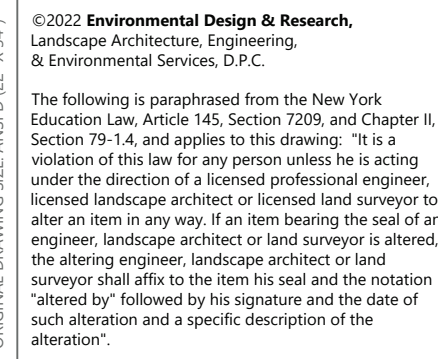 ©2022 Environmental Design & Research,
Landscape Architecture, Engineering,
& Environmental Services, D.P.C.
The following is paraphrased from the New York
Education Law, Article 145, Section 7209, and Chapter II,
Section 79-1.4, and applies to this drawing:  "It is a
violation of this law for any person unless he is acting
under the direction of a licensed professional engineer,
licensed landscape architect or licensed land surveyor to
alter an item in any way. If an item bearing the seal of an
engineer, landscape architect or land surveyor is altered,
the altering engineer, landscape architect or land
surveyor shall affix to the item his seal and the notation
"altered by" followed by his signature and the date of
such alteration and a specific description of the
alteration".